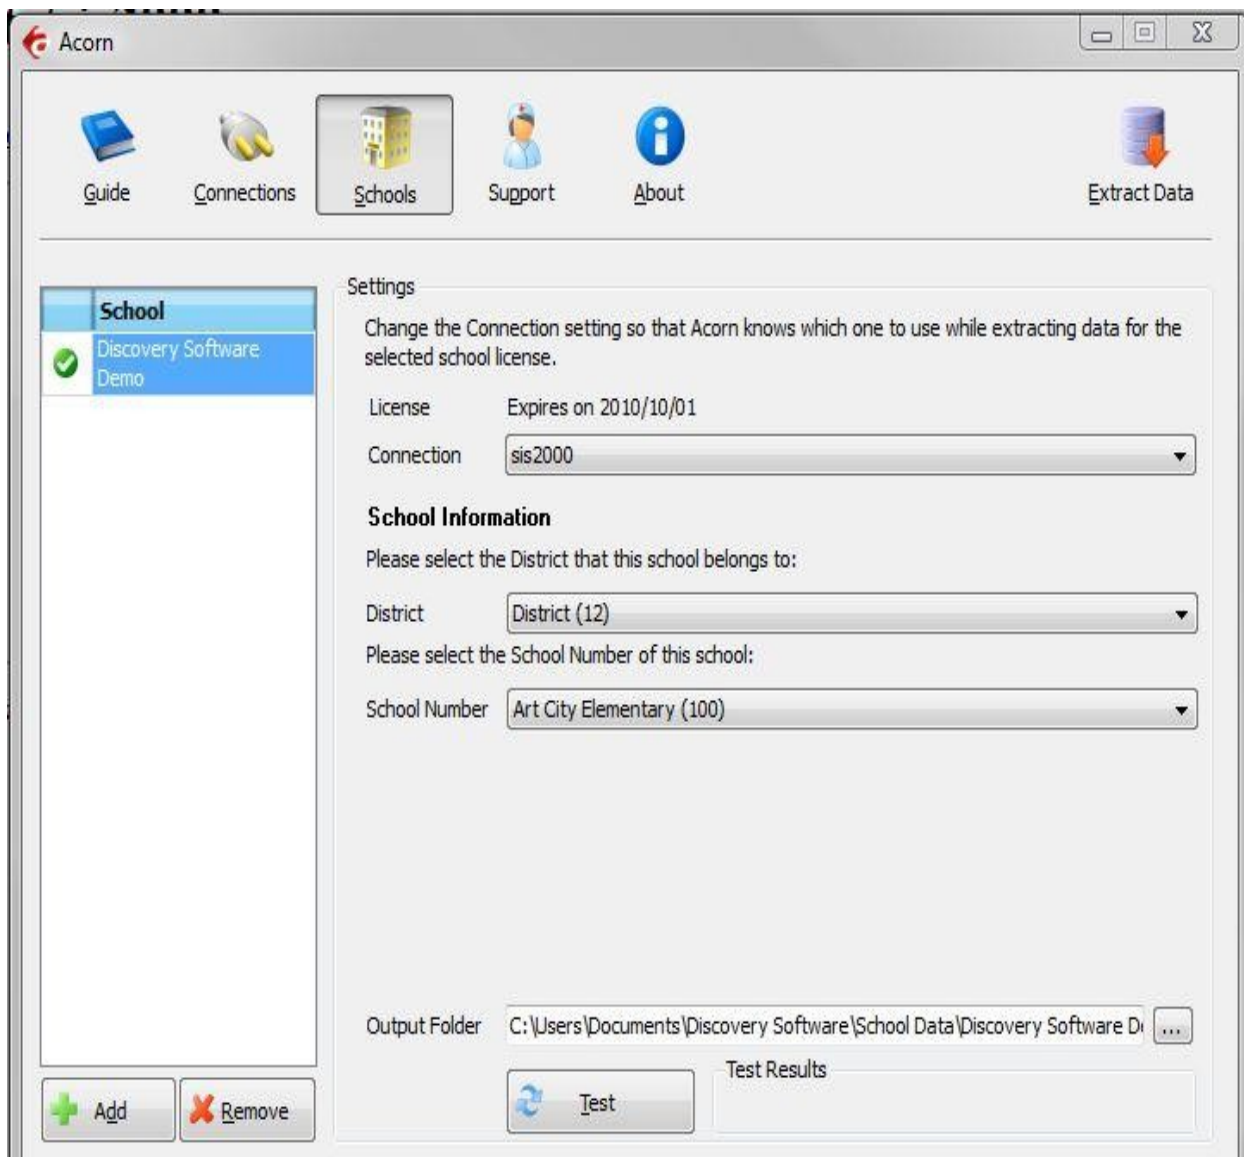 Acorn
Guide
Connections
Schools
Support
About
Extract Data
School
Discovery Software
Demo
Settings
Change the Connection setting so that Acorn knows which one to use while extracting data for the
selected school license.
License Expires on 2010/10/01
Connection sis2000
School Information
Please select the District that this school belongs to:
District District (12)
Please select the School Number of this school:
School Number Art City Elementary (100)
Output Folder C:\Users\Documents\Discovery Software\School Data\Discovery Software D
...
Test
Test Results
Add
Remove